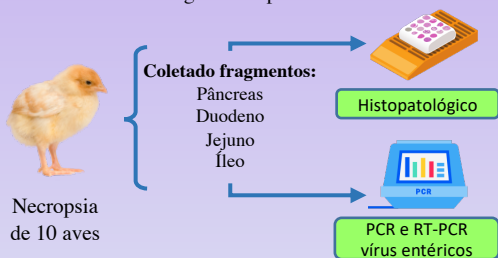 Coletado fragmentos:
Pâncreas
Duodeno
Jejuno
Íleo
Necropsia
de 10 aves
Histopatológico
PCR
PCR e RT-PCR
vírus entéricos